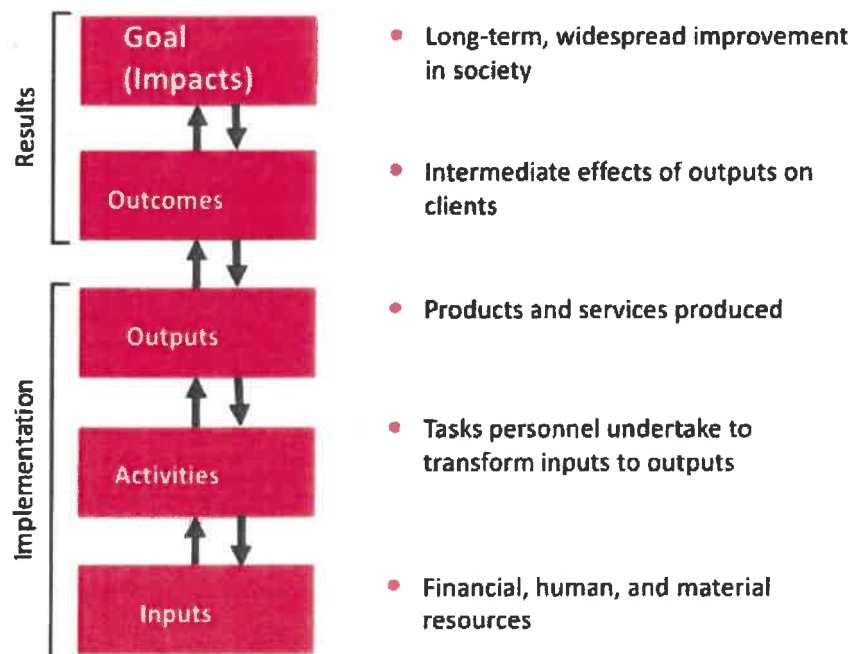 Goal
(Impacts)
• Long-term, widespread improvement
in society
Results
Outcomes
• Intermediate effects of outputs on
clients
Outputs
• Products and services produced
Implementation
Activities
• Tasks personnel undertake to
transform inputs to outputs
Inputs
• Financial, human, and material
resources